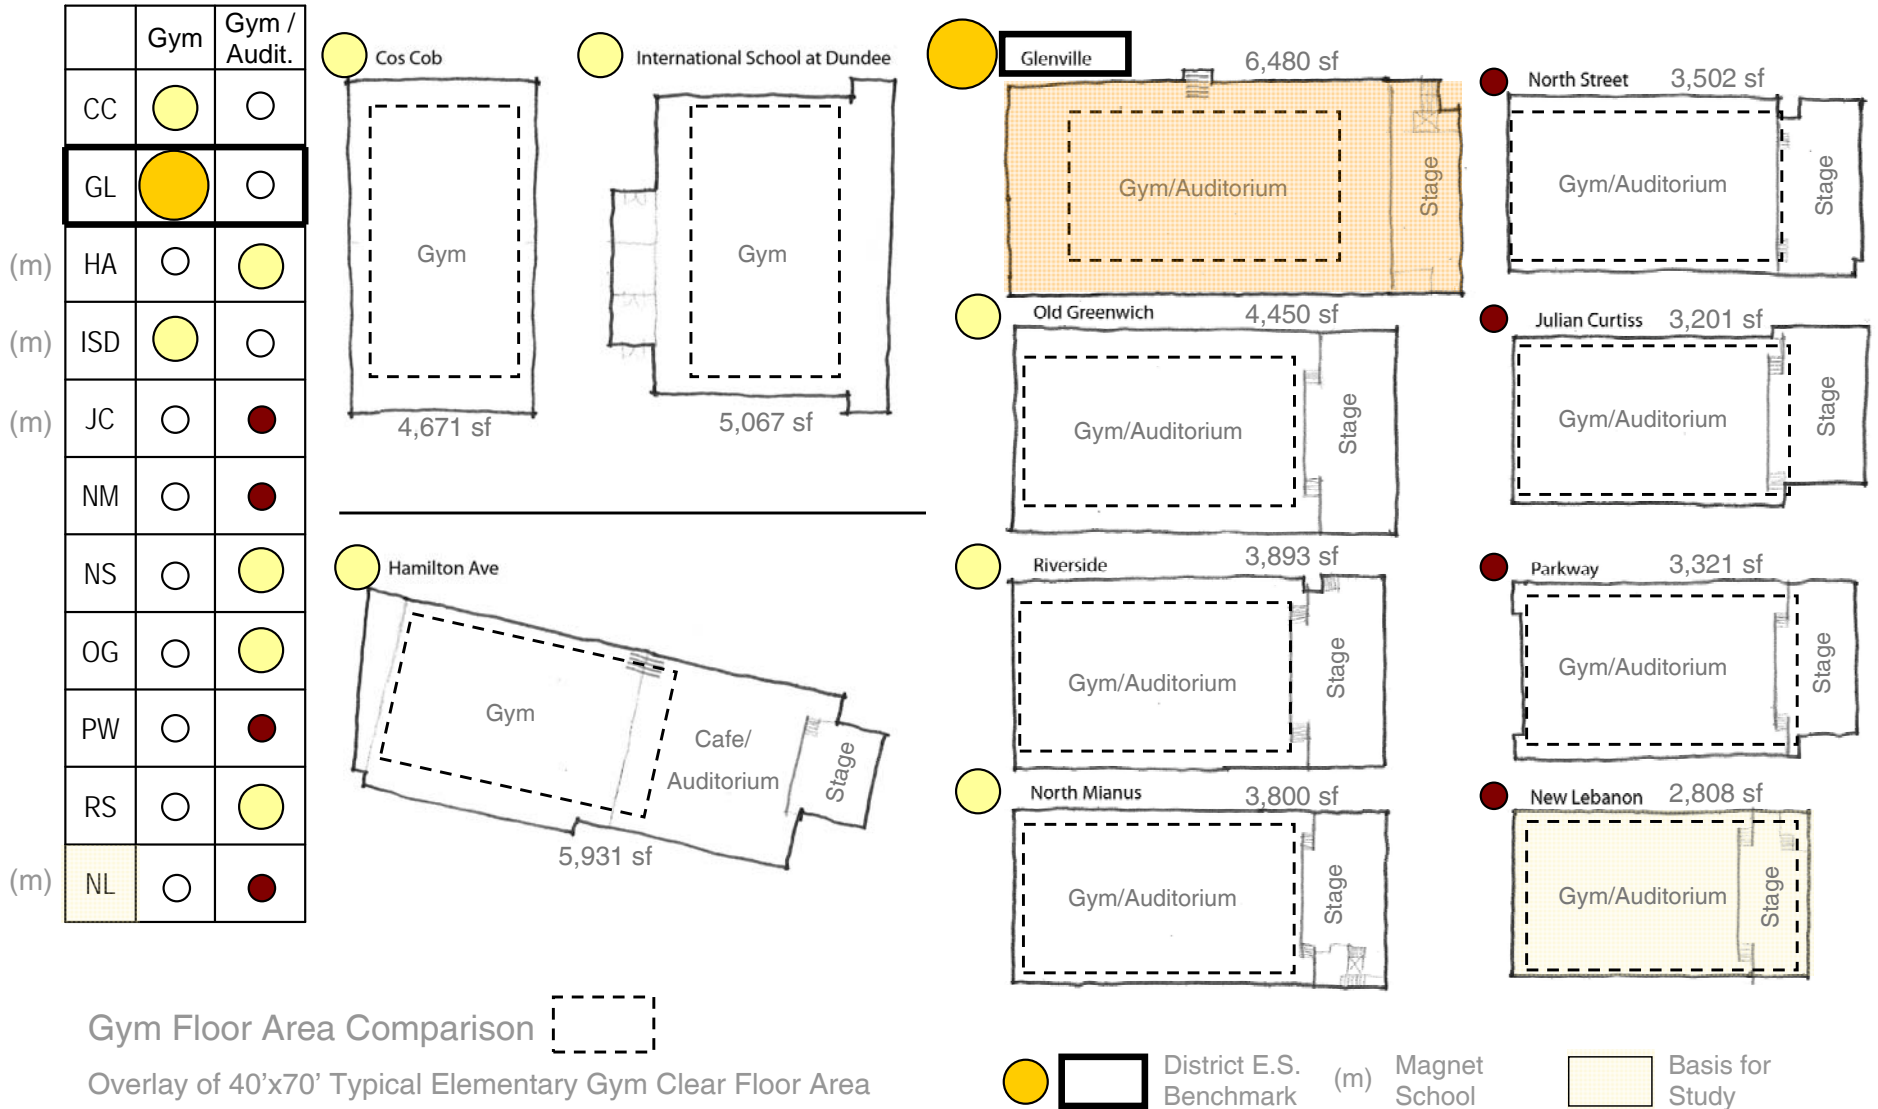 Gym
Gym /
Audit.
CC
GL
(m) HA
(m) ISD
(m) JC
NM
NS
OG
PW
RS
(m) NL
Cos Cob
Gym
4,671 sf
International School at Dundee
Gym
5,067 sf
Hamilton Ave
Gym
Cafe/
Auditorium
Stage
5,931 sf
Glenville
6,480 sf
Gym/Auditorium
Stage
Old Greenwich
4,450 sf
Gym/Auditorium
Stage
Riverside
3,893 sf
Gym/Auditorium
Stage
North Mianus
3,800 sf
Gym/Auditorium
Stage
North Street
3,502 sf
Gym/Auditorium
Stage
Julian Curtiss
3,201 sf
Gym/Auditorium
Stage
Parkway
3,321 sf
Gym/Auditorium
Stage
New Lebanon
2,808 sf
Gym/Auditorium
Stage
Gym Floor Area Comparison
Overlay of 40'x70' Typical Elementary Gym Clear Floor Area
District E.S.
Benchmark
(m)
Magnet
School
Basis for
Study